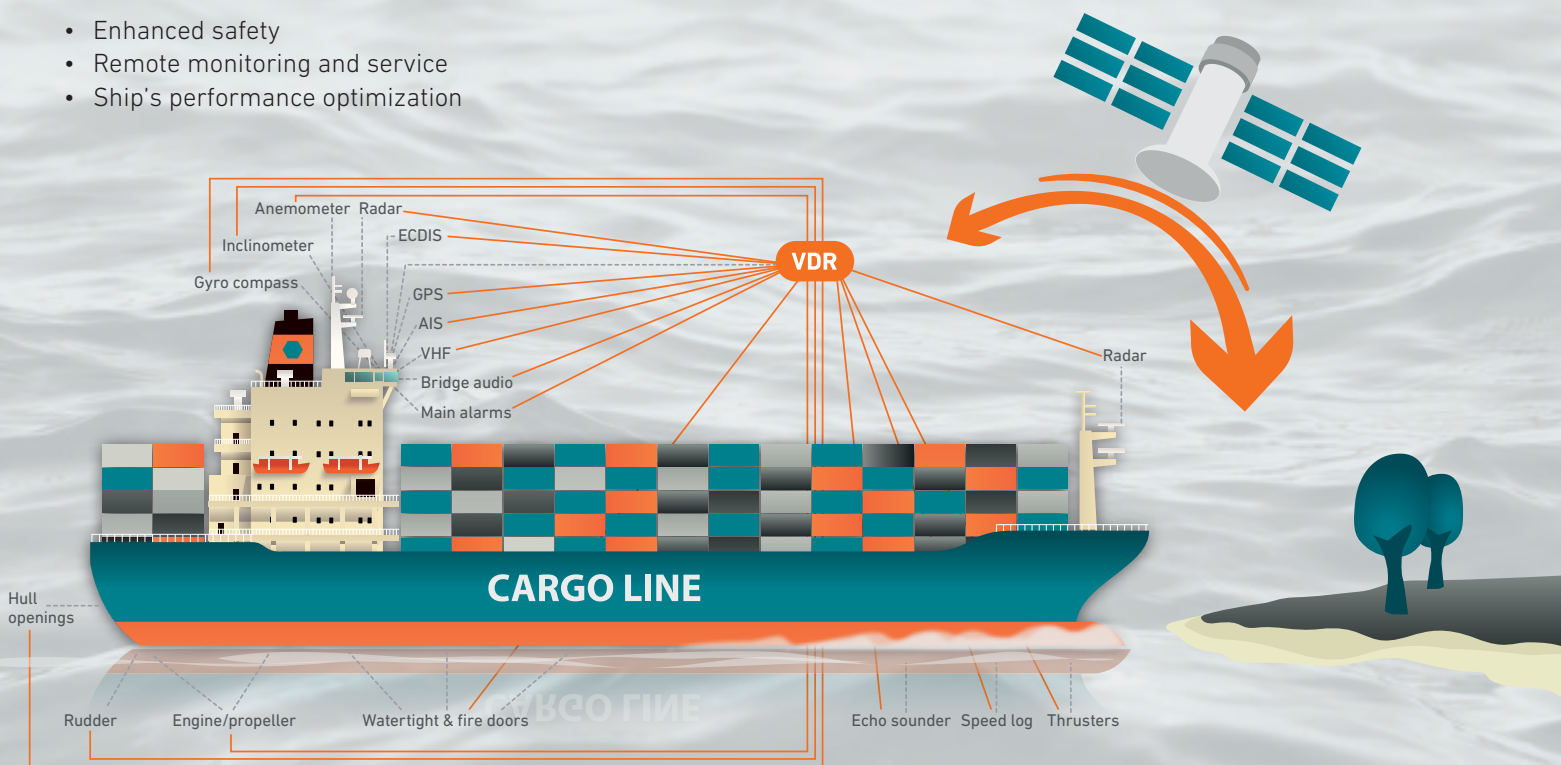 • Enhanced safety
• Remote monitoring and service
• Ship's performance optimization
Anemometer Radar
ECDIS
Inclinometer
VDR
Gyro compass
GPS
AIS
VHF
Radar
Bridge audio
Main alarms
CARGO LINE
Hull
openings
CARGO LINE
Rudder
Engine/propeller
Watertight & fire doors
Echo sounder
Speed log
Thrusters